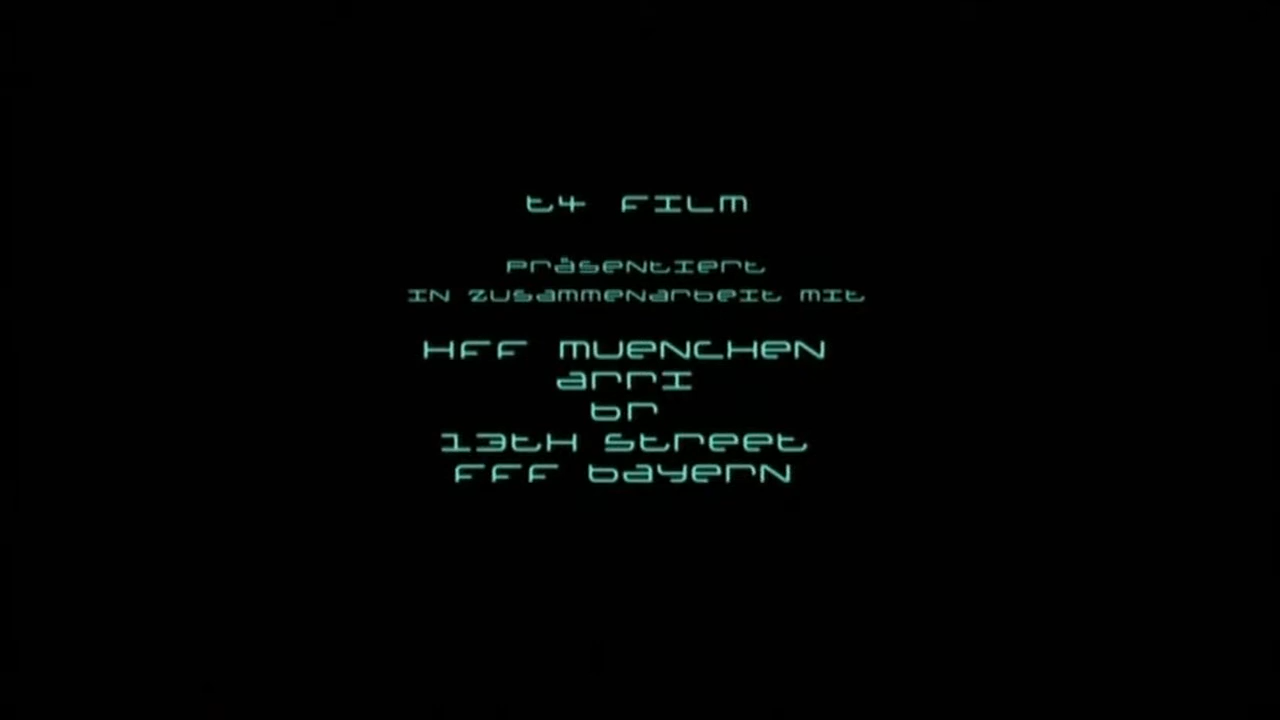 t4 FILM
präsentiert
IN zusammenarbeit mit
HFF MUENCHEN
arri
br
13tH street
FFF bayerN